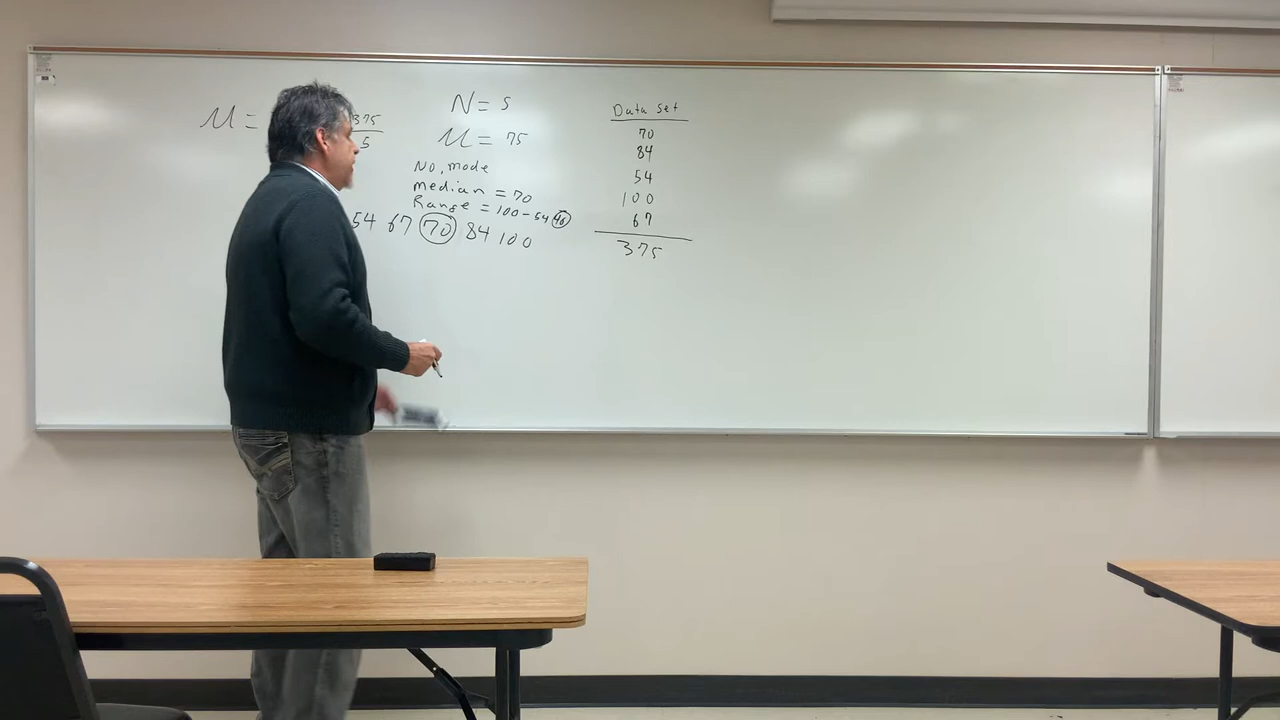 M =
375
5
N = 5
M = 75
No, mode
median = 70
Range = 100 - 54 46
54 67 70 84 100
Data set
70
84
54
100
67
375